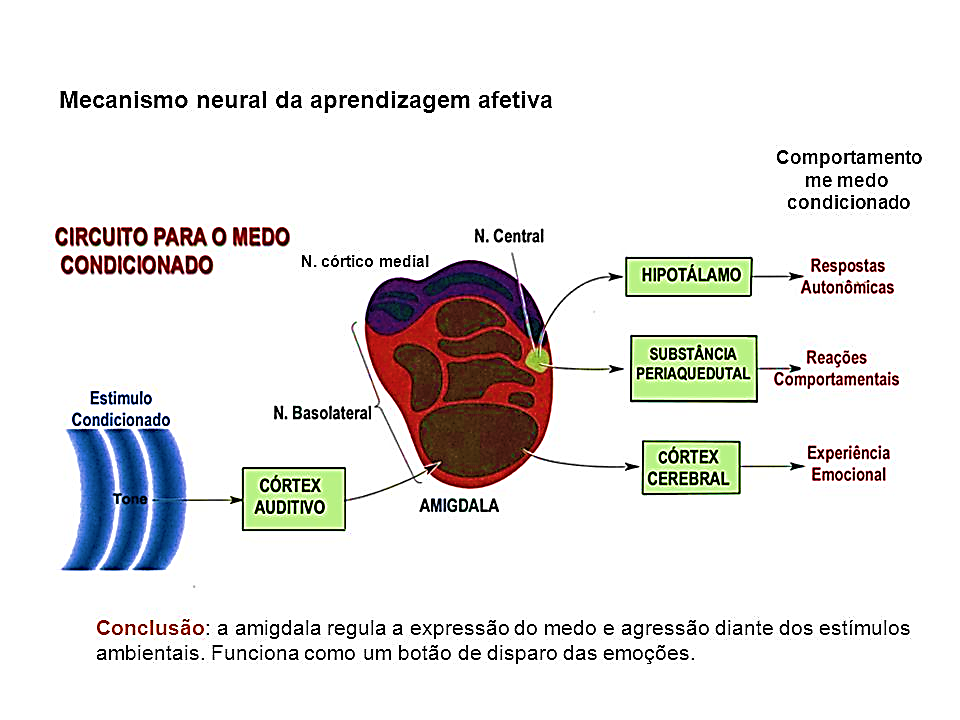 Mecanismo neural da aprendizagem afetiva
Comportamento
me medo
condicionado
CIRCUITO PARA O MEDO
CONDICIONADO
N. córtico medial
N. Central
HIPOTÁLAMO
Respostas
Autonômicas
SUBSTÂNCIA
PERIAQUEDUTAL
Reações
Comportamentais
Estimulo
Condicionado
N. Basolateral
Tone
CÓRTEX
AUDITIVO
AMIGDALA
CÓRTEX
CEREBRAL
Experiência
Emocional
Conclusão: a amigdala regula a expressão do medo e agressão diante dos estímulos
ambientais. Funciona como um botão de disparo das emoções.